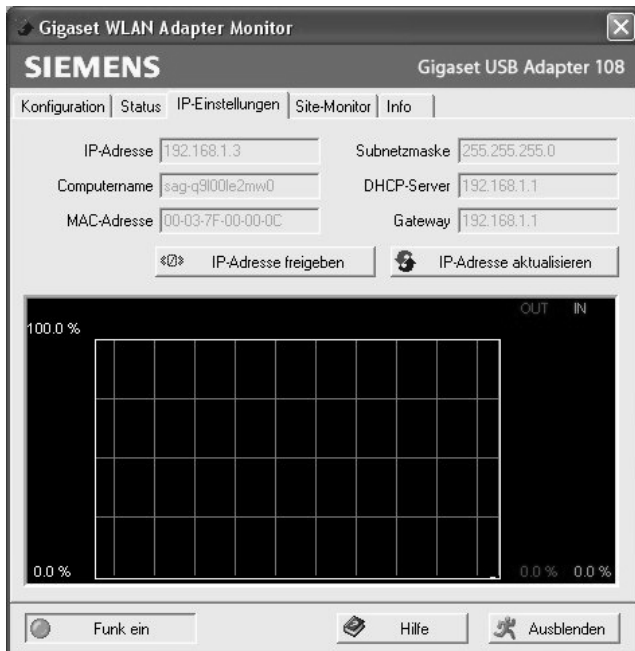 Gigaset WLAN Adapter Monitor
SIEMENS
Gigaset USB Adapter 108
Konfiguration Status IP-Einstellungen Site-Monitor Info
IP-Adresse 192.168.1.3 Subnetzmaske 255.255.255.0
Computername sag-q9l00le2mw0 DHCP-Server 192.168.1.1
MAC-Adresse 00-03-7F-00-00-0C Gateway 192.168.1.1
IP-Adresse freigeben IP-Adresse aktualisieren
OUT IN
100.0 %
0.0 % 0.0 % 0.0 %
Funk ein Hilfe Ausblenden